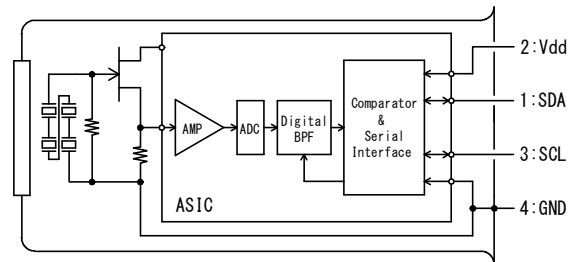 2:Vdd
1:SDA
3:SCL
4:GND
AMP
ADC
Digital
BPF
Comparator
&
Serial
Interface
ASIC